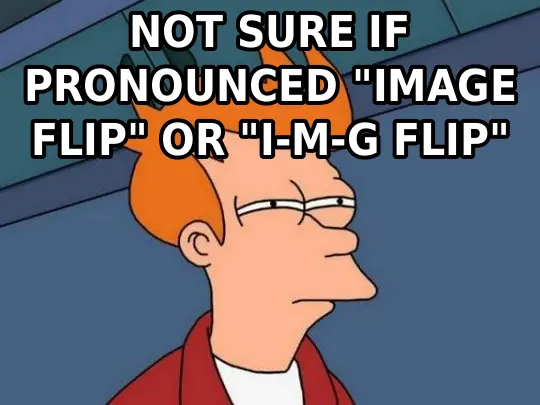 NOT SURE IF
PRONOUNCED "IMAGE
FLIP" OR "I-M-G FLIP"